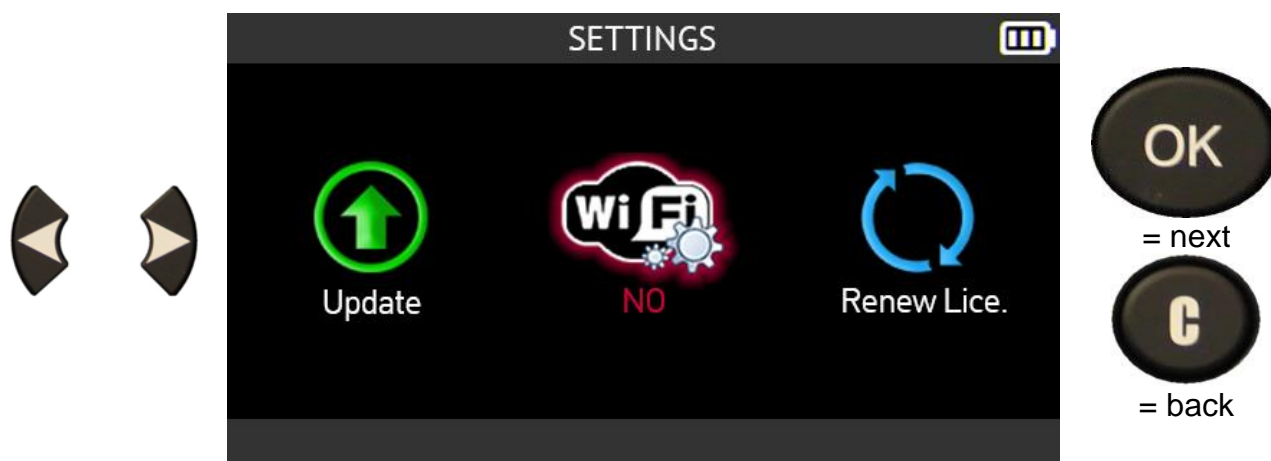 SETTINGS
Wi Fi
Update
NO
Renew Lice.
OK
= next
C
= back